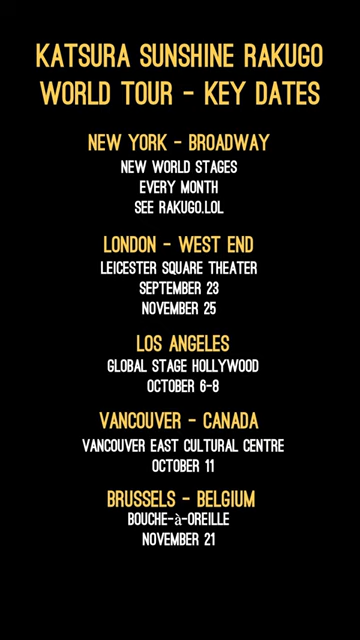 KATSURA SUNSHINE RAKUGO
WORLD TOUR - KEY DATES
NEW YORK - BROADWAY
NEW WORLD STAGES
EVERY MONTH
SEE RAKUGO.LOL
LONDON - WEST END
LEICESTER SQUARE THEATER
SEPTEMBER 23
NOVEMBER 25
LOS ANGELES
GLOBAL STAGE HOLLYWOOD
OCTOBER 6-8
VANCOUVER - CANADA
VANCOUVER EAST CULTURAL CENTRE
OCTOBER 11
BRUSSELS - BELGIUM
BOUCHE-à-OREILLE
NOVEMBER 21